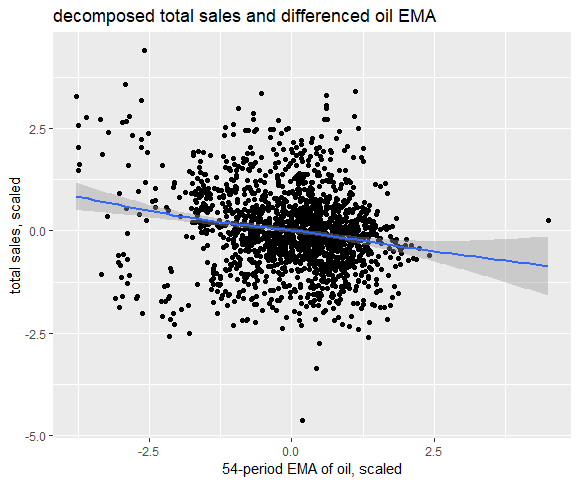 decomposed total sales and differenced oil EMA
total sales, scaled
2.5
0.0
-2.5
-5.0
-2.5
0.0
2.5
54-period EMA of oil, scaled